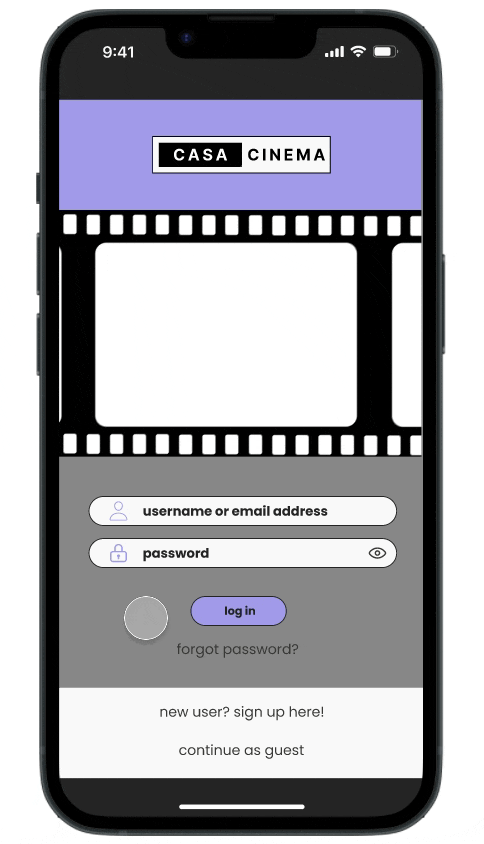 9:41
CASA CINEMA
username or email address
password
log in
forgot password?
new user? sign up here!
continue as guest